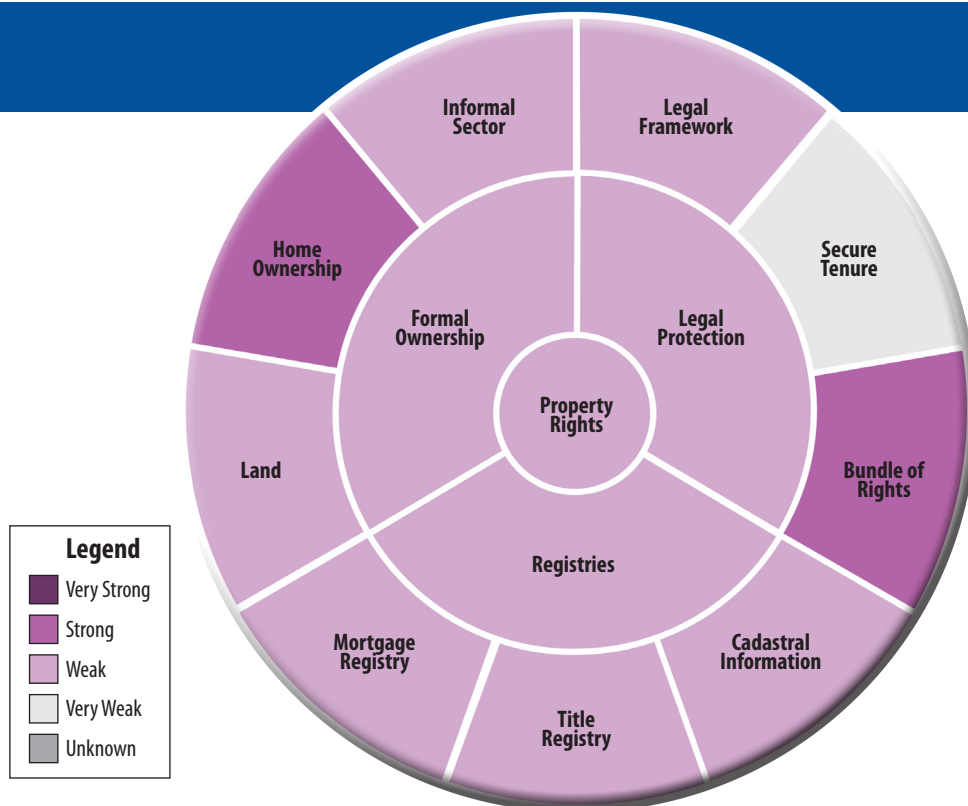 Informal
Sector
Legal
Framework
Home
Ownership
Secure
Tenure
Formal
Ownership
Legal
Protection
Property
Rights
Land
Bundle of
Rights
Registries
Mortgage
Registry
Cadastral
Information
Title
Registry
Legend
Very Strong
Strong
Weak
Very Weak
Unknown